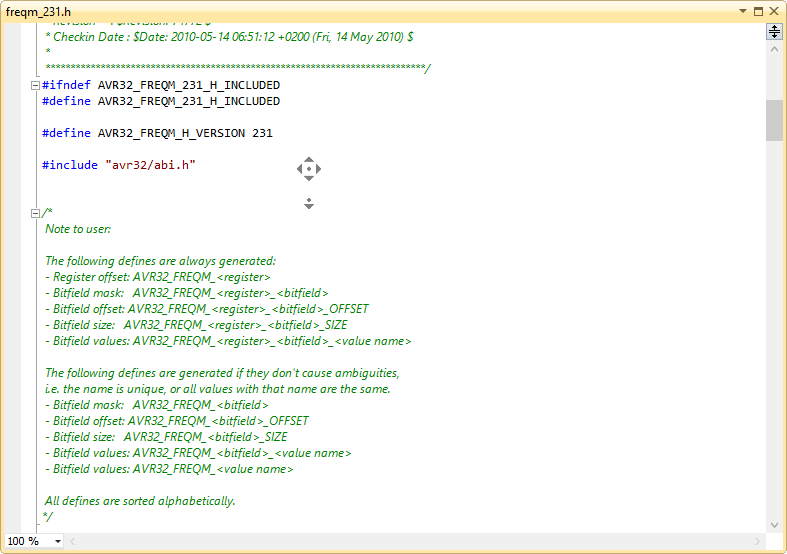 freqm_231.h
* Checkin Date : $Date: 2010-05-14 06:51:12 +0200 (Fri, 14 May 2010) $
*
****************************************************************************/
#ifndef AVR32_FREQM_231_H_INCLUDED
#define AVR32_FREQM_231_H_INCLUDED
#define AVR32_FREQM_H_VERSION 231
#include "avr32/abi.h"
/*
Note to user:
The following defines are always generated:
- Register offset: AVR32_FREQM_<register>
- Bitfield mask:   AVR32_FREQM_<register>_<bitfield>
- Bitfield offset: AVR32_FREQM_<register>_<bitfield>_OFFSET
- Bitfield size:   AVR32_FREQM_<register>_<bitfield>_SIZE
- Bitfield values: AVR32_FREQM_<register>_<bitfield>_<value name>
The following defines are generated if they don't cause ambiguities,
i.e. the name is unique, or all values with that name are the same.
- Bitfield mask:   AVR32_FREQM_<bitfield>
- Bitfield offset: AVR32_FREQM_<bitfield>_OFFSET
- Bitfield size:   AVR32_FREQM_<bitfield>_SIZE
- Bitfield values: AVR32_FREQM_<bitfield>_<value name>
- Bitfield values: AVR32_FREQM_<value name>
All defines are sorted alphabetically.
*/
100 %